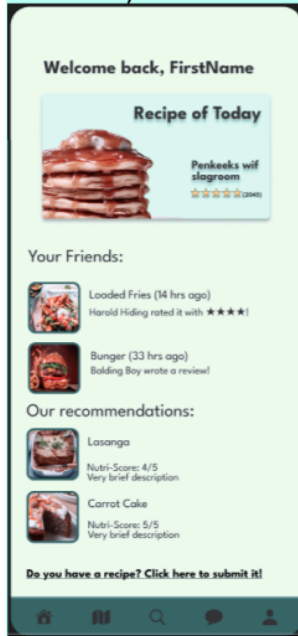 Welcome back, FirstName
Recipe of Today
Penkeeks wif
slagroom
(2045)
Your Friends:
Loaded Fries (14 hrs ago)
Harold Hiding rated it with ★★★★!
Bunger (33 hrs ago)
Balding Boy wrote a review!
Our recommendations:
Lasanga
Nutri-Score: 4/5
Very brief description
Carrot Cake
Nutri-Score: 5/5
Very brief description
Do you have a recipe? Click here to submit it!